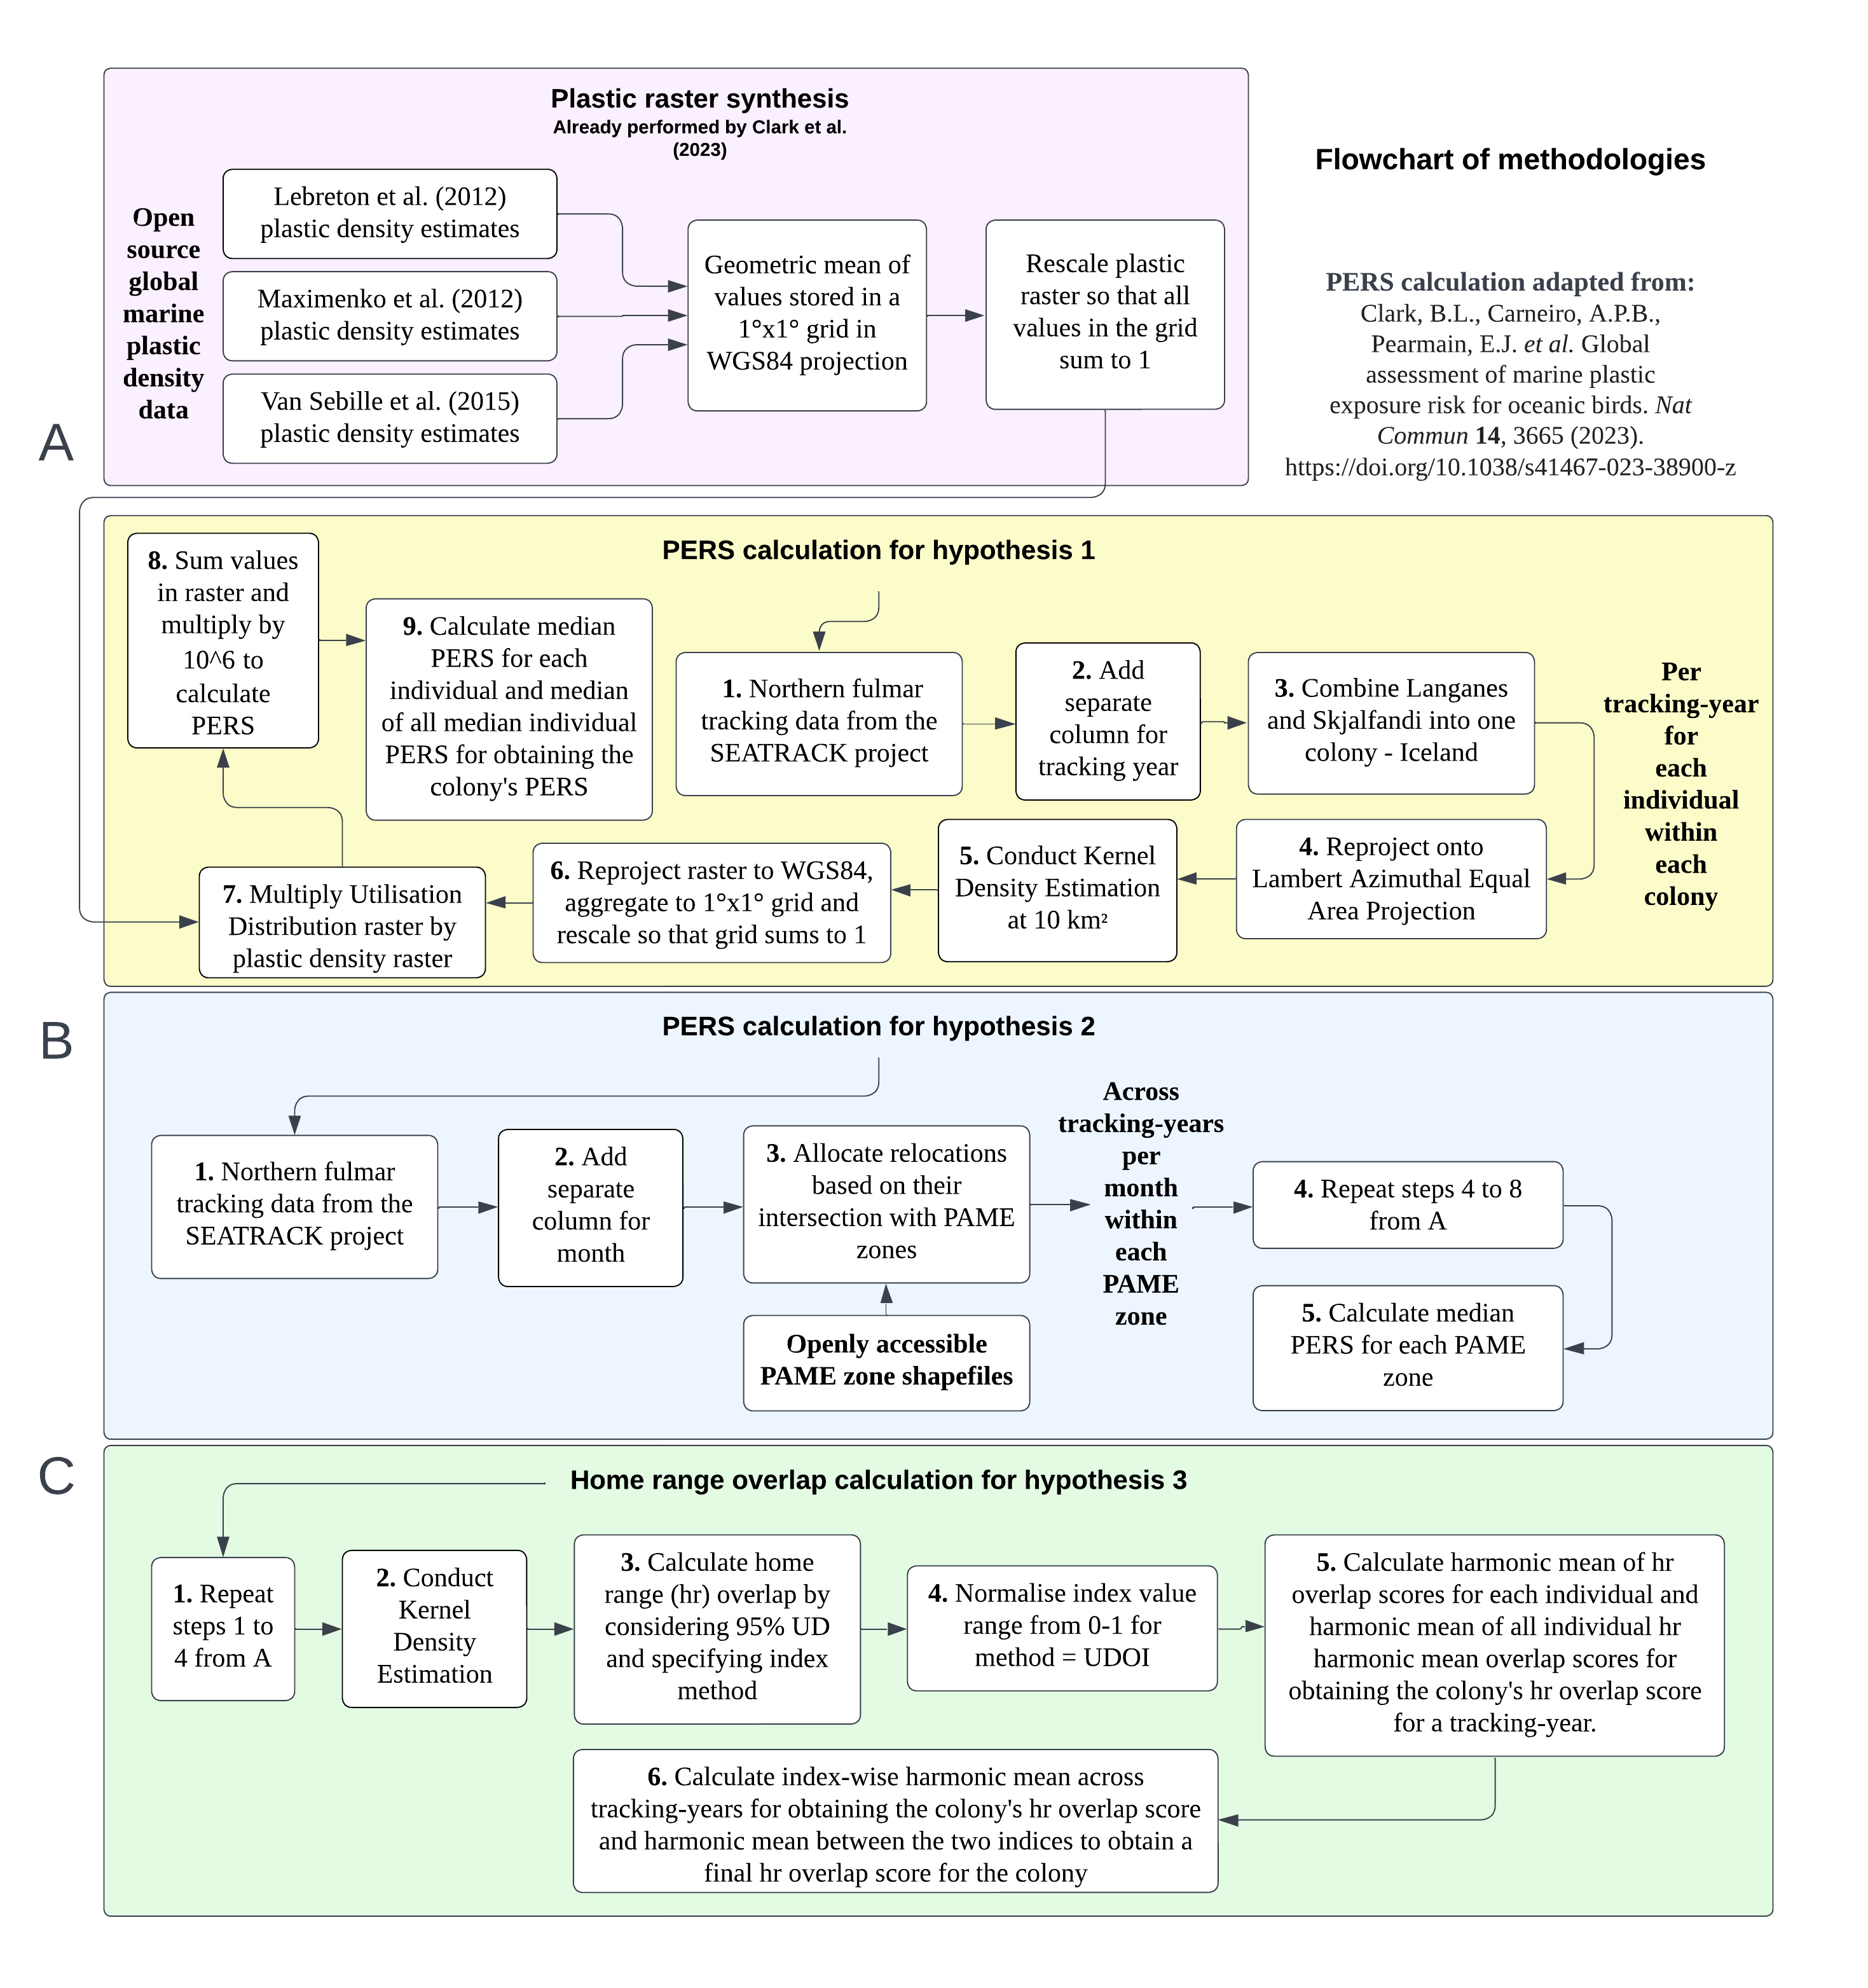 Plastic raster synthesis
Already performed by Clark et al.
(2023)
Open
source
global
marine
plastic
density
data
Lebreton et al. (2012)
plastic density estimates
Maximenko et al. (2012)
plastic density estimates
Van Sebille et al. (2015)
plastic density estimates
Geometric mean of
values stored in a
1°x1° grid in
WGS84 projection
Rescale plastic
raster so that all
values in the grid
sum to 1
Flowchart of methodologies
PERS calculation adapted from:
Clark, B.L., Carneiro, A.P.B.,
Pearmain, E.J. et al. Global
assessment of marine plastic
exposure risk for oceanic birds. Nat
Commun 14, 3665 (2023).
https://doi.org/10.1038/s41467-023-38900-z
A
PERS calculation for hypothesis 1
1. Northern fulmar
tracking data from the
SEATRACK project
2. Add
separate
column for
tracking year
3. Combine Langanes
and Skjalfandi into one
colony - Iceland
Per
tracking-year
for
each
individual
within
each
colony
4. Reproject onto
Lambert Azimuthal Equal
Area Projection
5. Conduct Kernel
Density Estimation
at 10 km²
6. Reproject raster to WGS84,
aggregate to 1°x1° grid and
rescale so that grid sums to 1
7. Multiply Utilisation
Distribution raster by
plastic density raster
8. Sum values
in raster and
multiply by
10^6 to
calculate
PERS
9. Calculate median
PERS for each
individual and median
of all median individual
PERS for obtaining the
colony's PERS
B
PERS calculation for hypothesis 2
1. Northern fulmar
tracking data from the
SEATRACK project
2. Add
separate
column for
month
3. Allocate relocations
based on their
intersection with PAME
zones
Openly accessible
PAME zone shapefiles
Across
tracking-years
per
month
within
each
PAME
zone
4. Repeat steps 4 to 8
from A
5. Calculate median
PERS for each PAME
zone
C
Home range overlap calculation for hypothesis 3
1. Repeat
steps 1 to
4 from A
2. Conduct
Kernel
Density
Estimation
3. Calculate home
range (hr) overlap by
considering 95% UD
and specifying index
method
4. Normalise index value
range from 0-1 for
method = UDOI
5. Calculate harmonic mean of hr
overlap scores for each individual and
harmonic mean of all individual hr
harmonic mean overlap scores for
obtaining the colony's hr overlap score
for a tracking-year.
6. Calculate index-wise harmonic mean across
tracking-years for obtaining the colony's hr overlap score
and harmonic mean between the two indices to obtain a
final hr overlap score for the colony